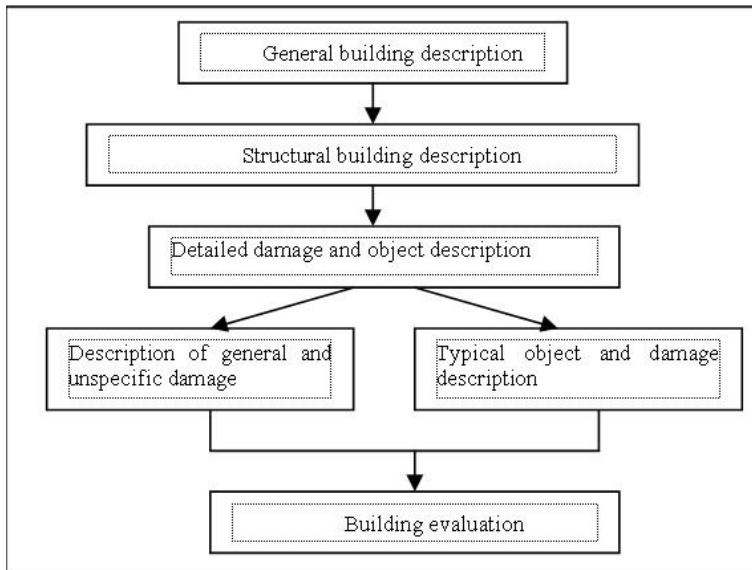 General building description
Structural building description
Detailed damage and object description
Description of general and
unspecific damage
Typical object and damage
description
Building evaluation